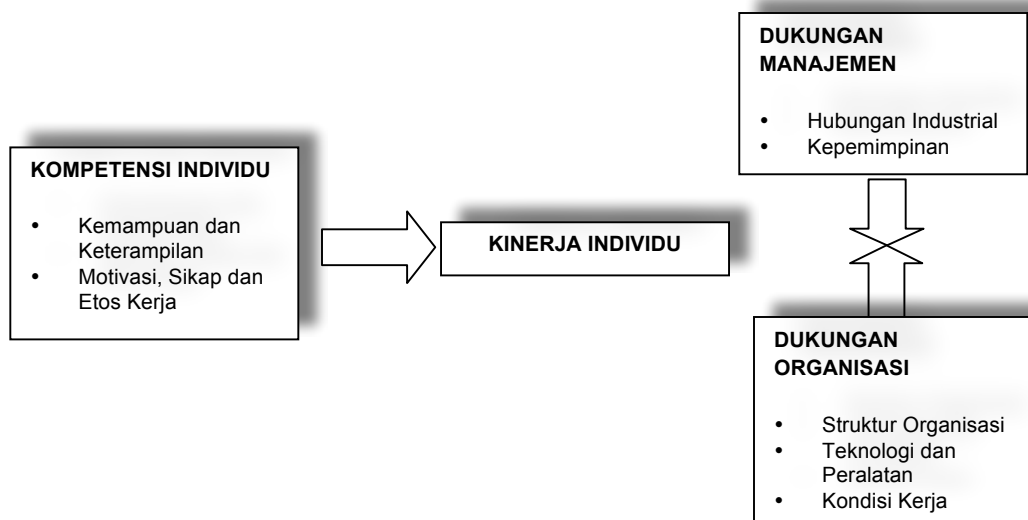 KOMPETENSI INDIVIDU
• Kemampuan dan
Keterampilan
• Motivasi, Sikap dan
Etos Kerja
KINERJA INDIVIDU
DUKUNGAN
MANAJEMEN
• Hubungan Industrial
• Kepemimpinan
DUKUNGAN
ORGANISASI
• Struktur Organisasi
• Teknologi dan
Peralatan
• Kondisi Kerja